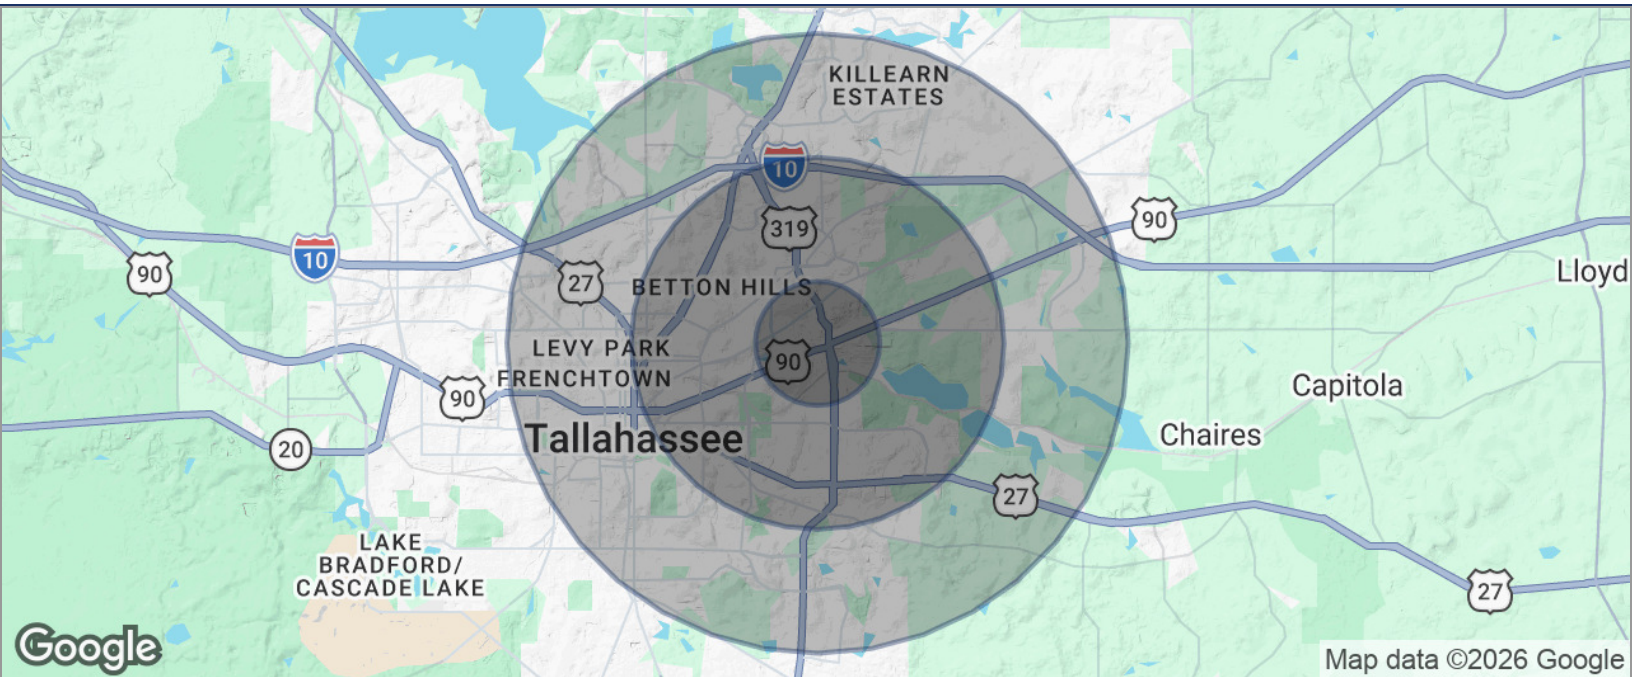 KILLEARN
ESTATES
10
90
319
10
90
27
BETTON HILLS
Lloyd
LEVY PARK
90
FRENCHTOWN
90
Capitola
Tallahassee
Chaires
20
27
LAKE
BRADFORD/
CASCADE LAKE
27
Google
Map data ©2026 Google